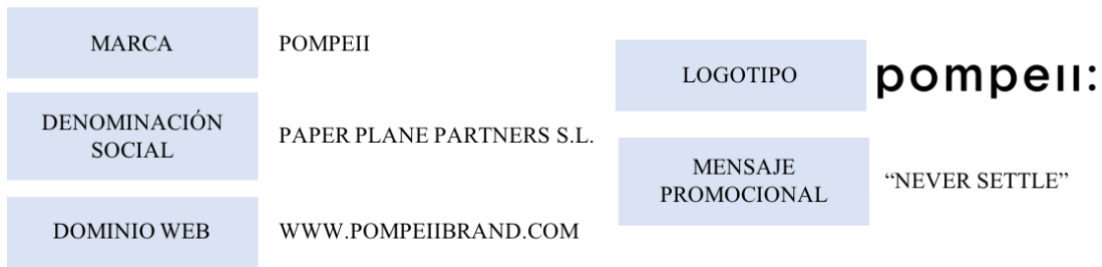 MARCA
POMPEII
DENOMINACIÓN
SOCIAL
PAPER PLANE PARTNERS S.L.
DOMINIO WEB
WWW.POMPEIIBRAND.COM
LOGOTIPO
pompeii:
MENSAJE
PROMOCIONAL
“NEVER SETTLE”